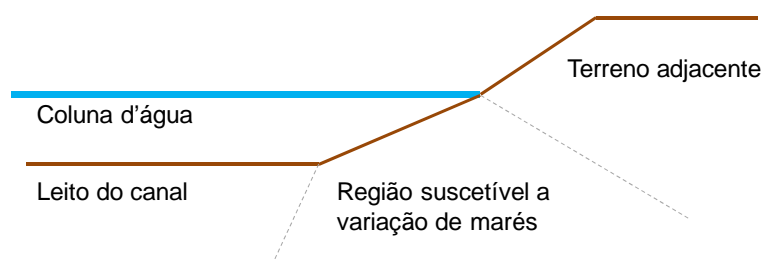 Terreno adjacente
Coluna d’água
Leito do canal
Região suscetível a
variação de marés